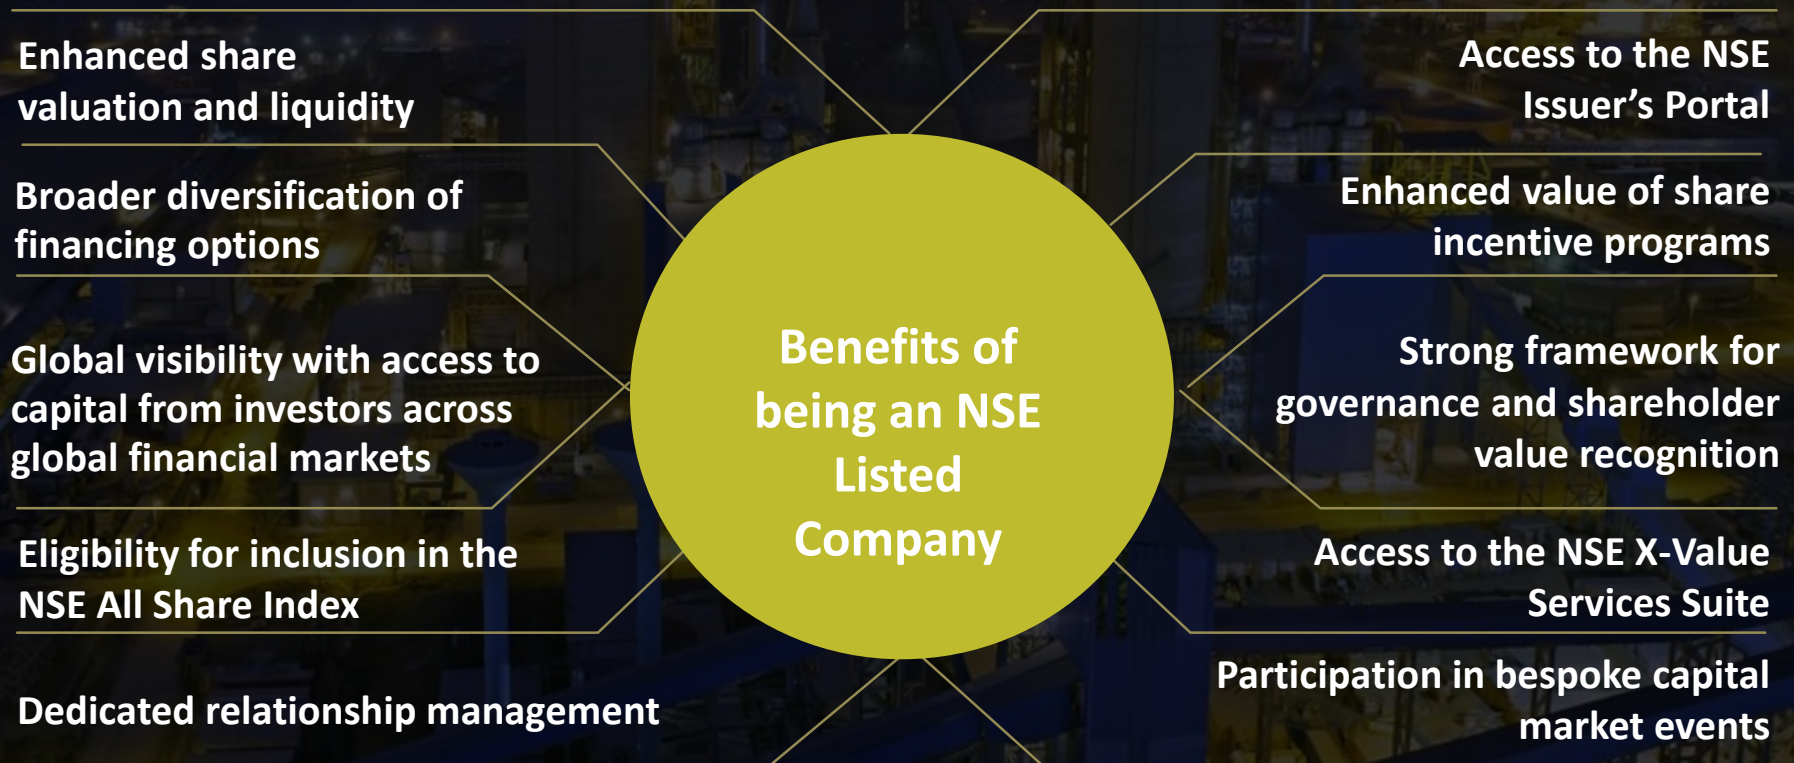 Enhanced share
valuation and liquidity
Broader diversification of
financing options
Global visibility with access to
capital from investors across
global financial markets
Eligibility for inclusion in the
NSE All Share Index
Dedicated relationship management
Benefits of
being an NSE
Listed
Company
Access to the NSE
Issuer’s Portal
Enhanced value of share
incentive programs
Strong framework for
governance and shareholder
value recognition
Access to the NSE X-Value
Services Suite
Participation in bespoke capital
market events